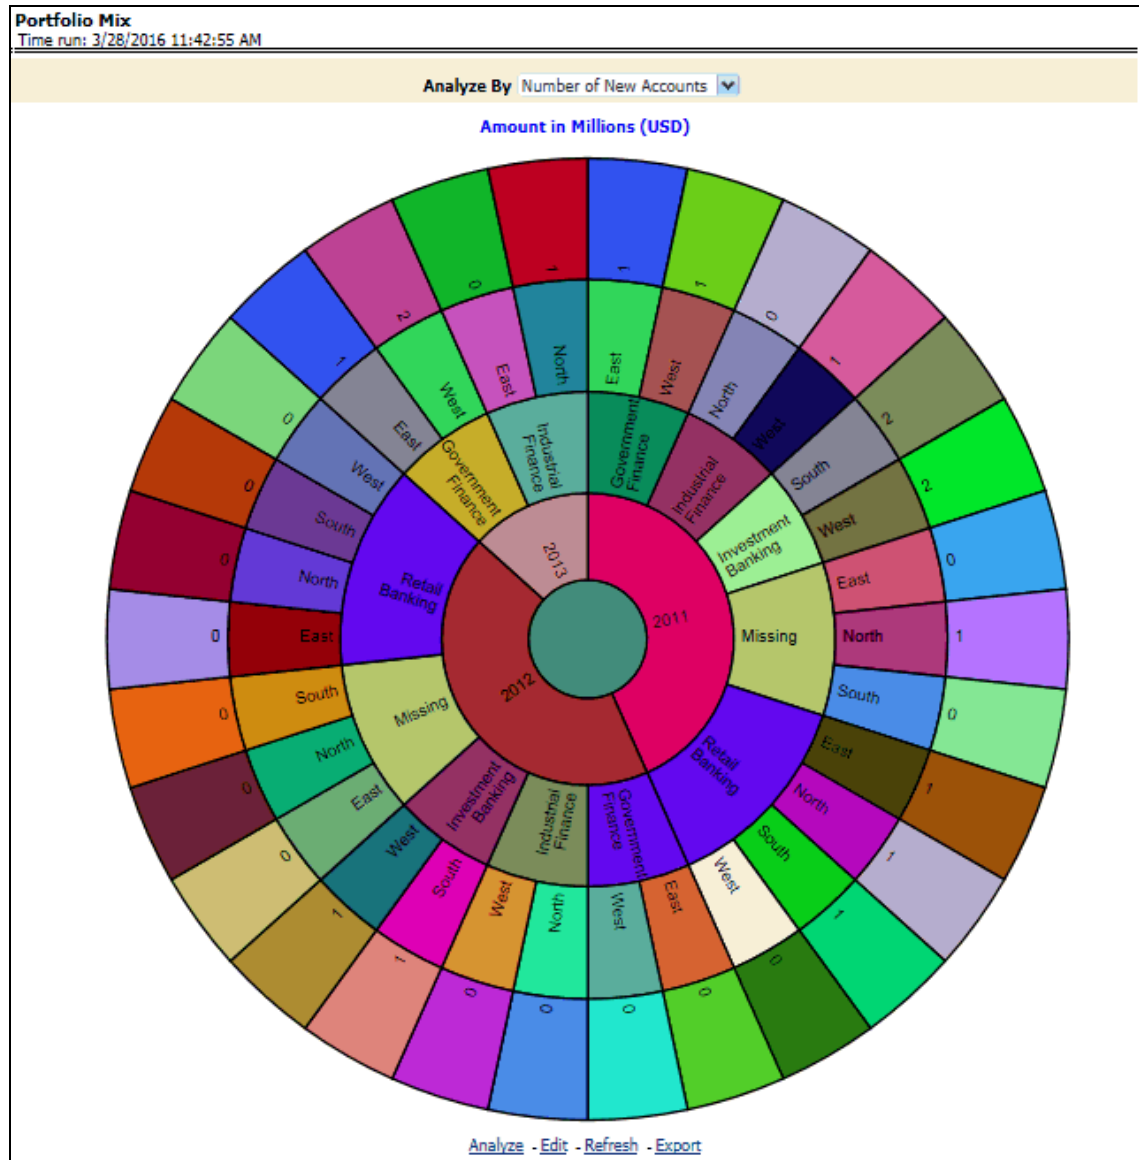 Portfolio Mix
Time run: 3/28/2016 11:42:55 AM
Analyze By Number of New Accounts
Amount in Millions (USD)
2011
Government
Finance
East
1
West
1
Industrial
Finance
North
0
West
1
Investment
Banking
South
2
West
2
Missing
East
0
North
1
South
0
Retail
Banking
East
1
North
1
South
1
West
0
2012
Government
Finance
East
0
West
0
Industrial
Finance
North
0
West
0
Investment
Banking
South
1
West
1
Missing
East
0
North
0
South
0
Retail
Banking
East
0
North
0
South
0
West
0
2013
Government
Finance
East
1
West
2
Industrial
Finance
East
0
North
1
Analyze - Edit - Refresh - Export